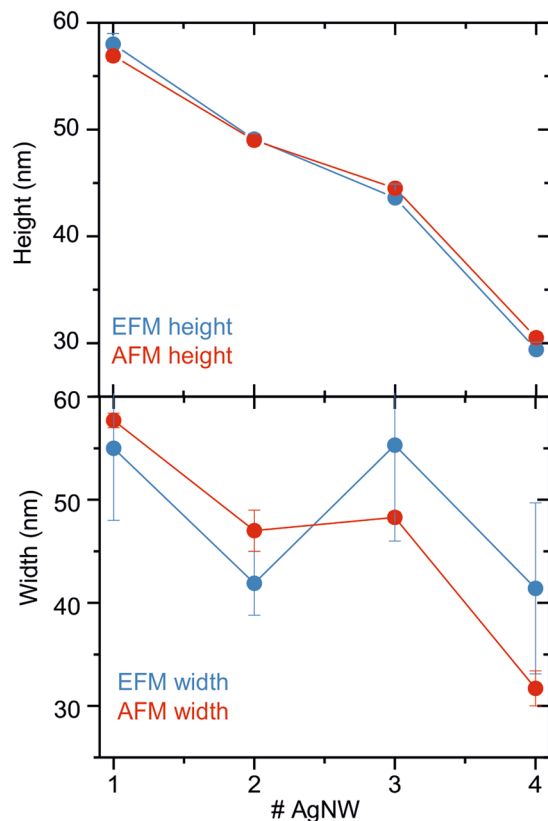 60
50
40
30
Height (nm)
EFM height
AFM height
60
50
40
30
Width (nm)
EFM width
AFM width
1 2 3 4
# AgNW